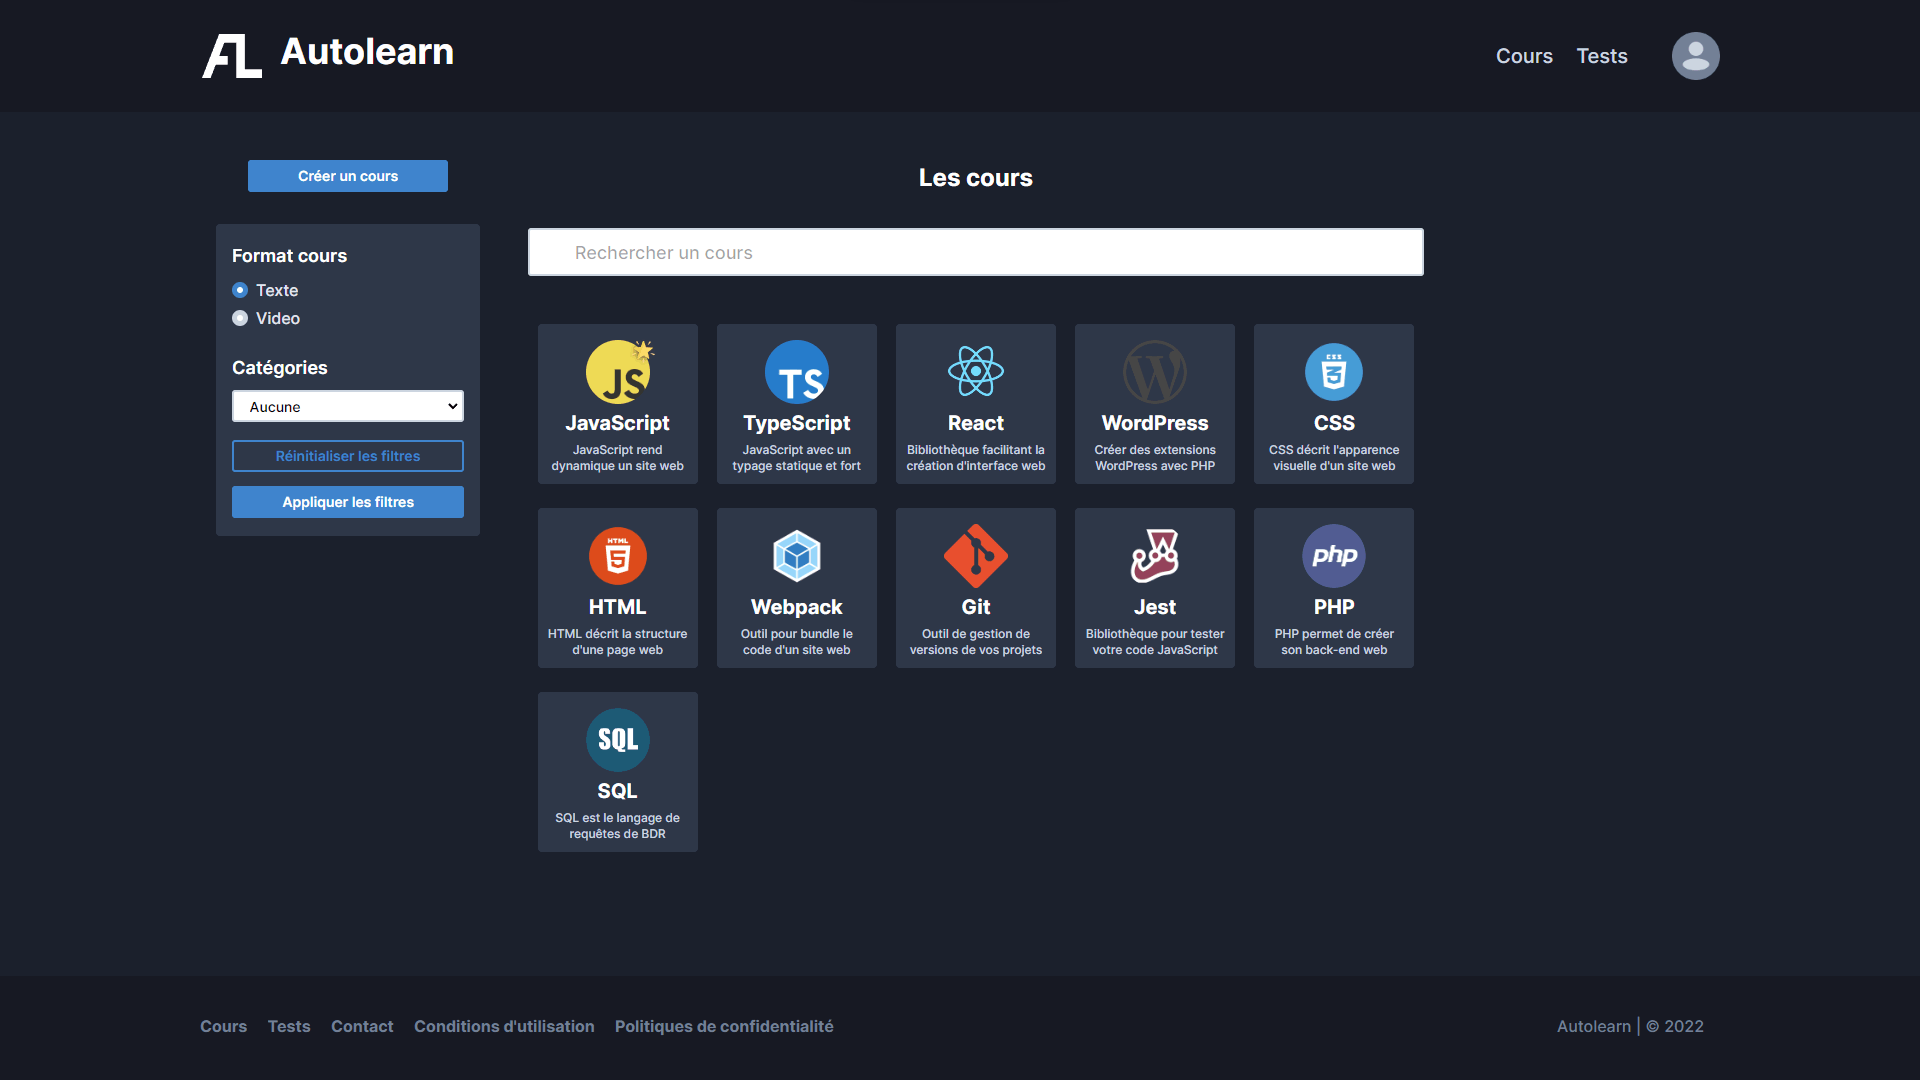 AL Autolearn
Cours Tests
Créer un cours
Format cours
Texte
Video
Catégories
Aucune
Réinitialiser les filtres
Appliquer les filtres
Les cours
Rechercher un cours
JS
JavaScript
JavaScript rend
dynamique un site web
TS
TypeScript
JavaScript avec un
typage statique et fort
React
Bibliothèque facilitant la
création d'interface web
W
WordPress
Créer des extensions
WordPress avec PHP
CSS
3
CSS
CSS décrit l'apparence
visuelle d'un site web
HTML
5
HTML
HTML décrit la structure
d'une page web
Webpack
Outil pour bundle le
code d'un site web
Git
Outil de gestion de
versions de vos projets
Jest
Bibliothèque pour tester
votre code JavaScript
php
PHP
PHP permet de créer
son back-end web
SQL
SQL
SQL est le langage de
requêtes de BDR
Cours Tests Contact Conditions d'utilisation Politiques de confidentialité
Autolearn | © 2022